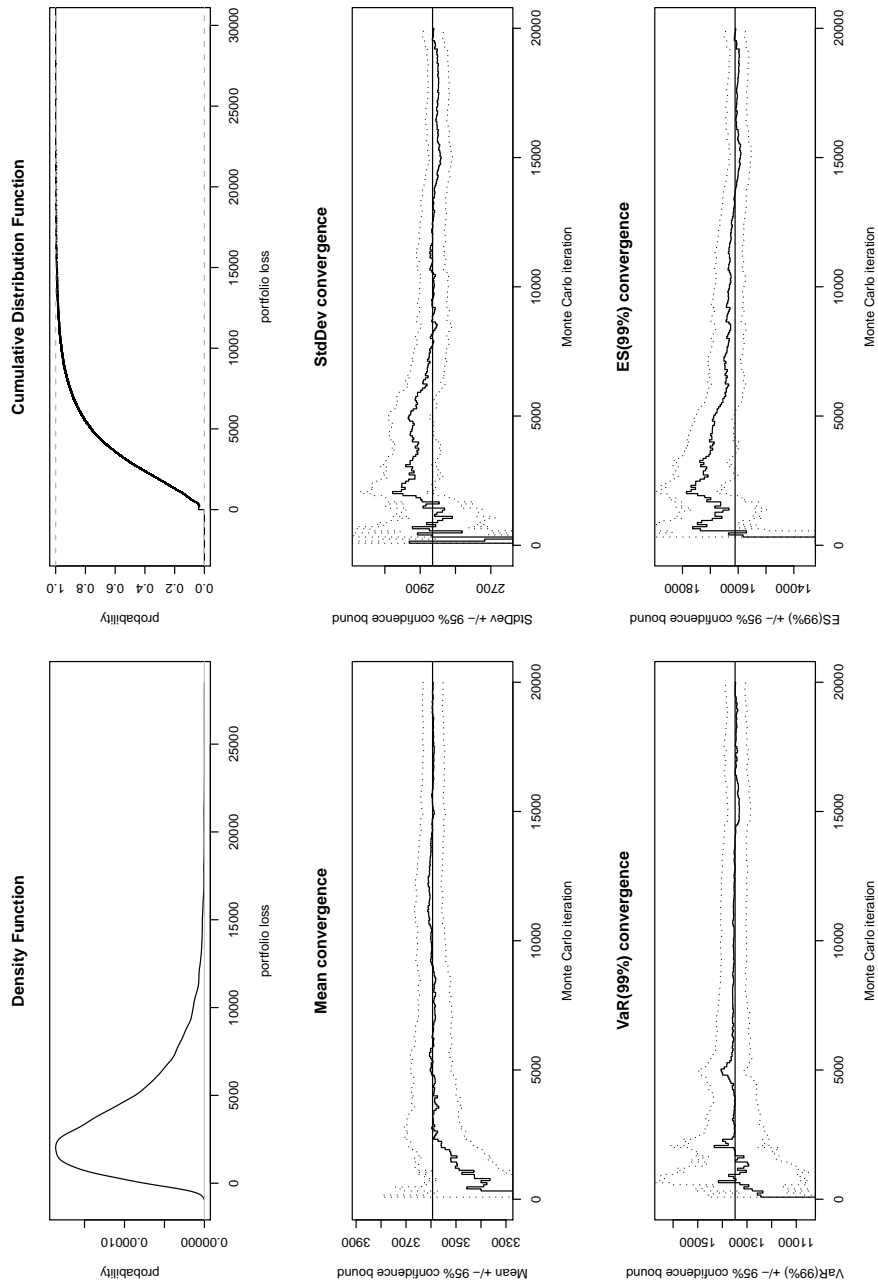 Density Function
probability
0.00000
0.00010
0
5000
10000
15000
20000
25000
portfolio loss
Cumulative Distribution Function
probability
0.0
0.2
0.4
0.6
0.8
1.0
0
5000
10000
15000
20000
25000
30000
portfolio loss
Mean convergence
Mean +/− 95% confidence bound
3300
3500
3700
3900
0
5000
10000
15000
20000
Monte Carlo iteration
StdDev convergence
StdDev +/− 95% confidence bound
2700
2900
0
5000
10000
15000
20000
Monte Carlo iteration
VaR(99%) convergence
VaR(99%) +/− 95% confidence bound
11000
13000
15000
0
5000
10000
15000
20000
Monte Carlo iteration
ES(99%) convergence
ES(99%) +/− 95% confidence bound
14000
16000
18000
0
5000
10000
15000
20000
Monte Carlo iteration